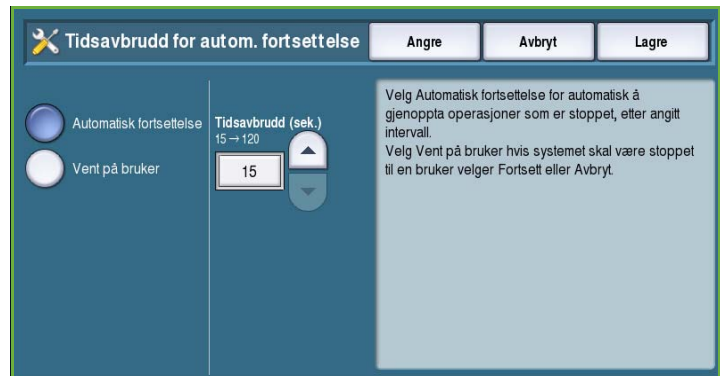 Tidsavbrudd for autom. fortsettelse
Angre
Avbryt
Lagre
Automatisk fortsettelse
Vent på bruker
Tidsavbrudd (sek.)
15→120
15
Velg Automatisk fortsettelse for automatisk å
gjenoppta operasjoner som er stoppet, etter angitt
intervall.
Velg Vent på bruker hvis systemet skal være stoppet
til en bruker velger Fortsett eller Avbryt.